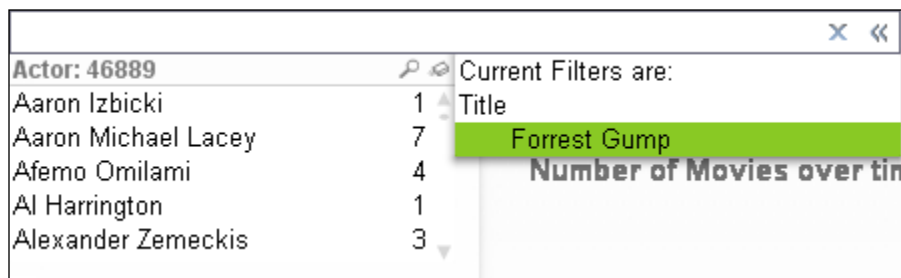 Actor: 46889
Aaron Izbicki 1
Aaron Michael Lacey 7
Afemo Omilami 4
Al Harrington 1
Alexander Zemeckis 3
Current Filters are:
Title
Forrest Gump
Number of Movies over